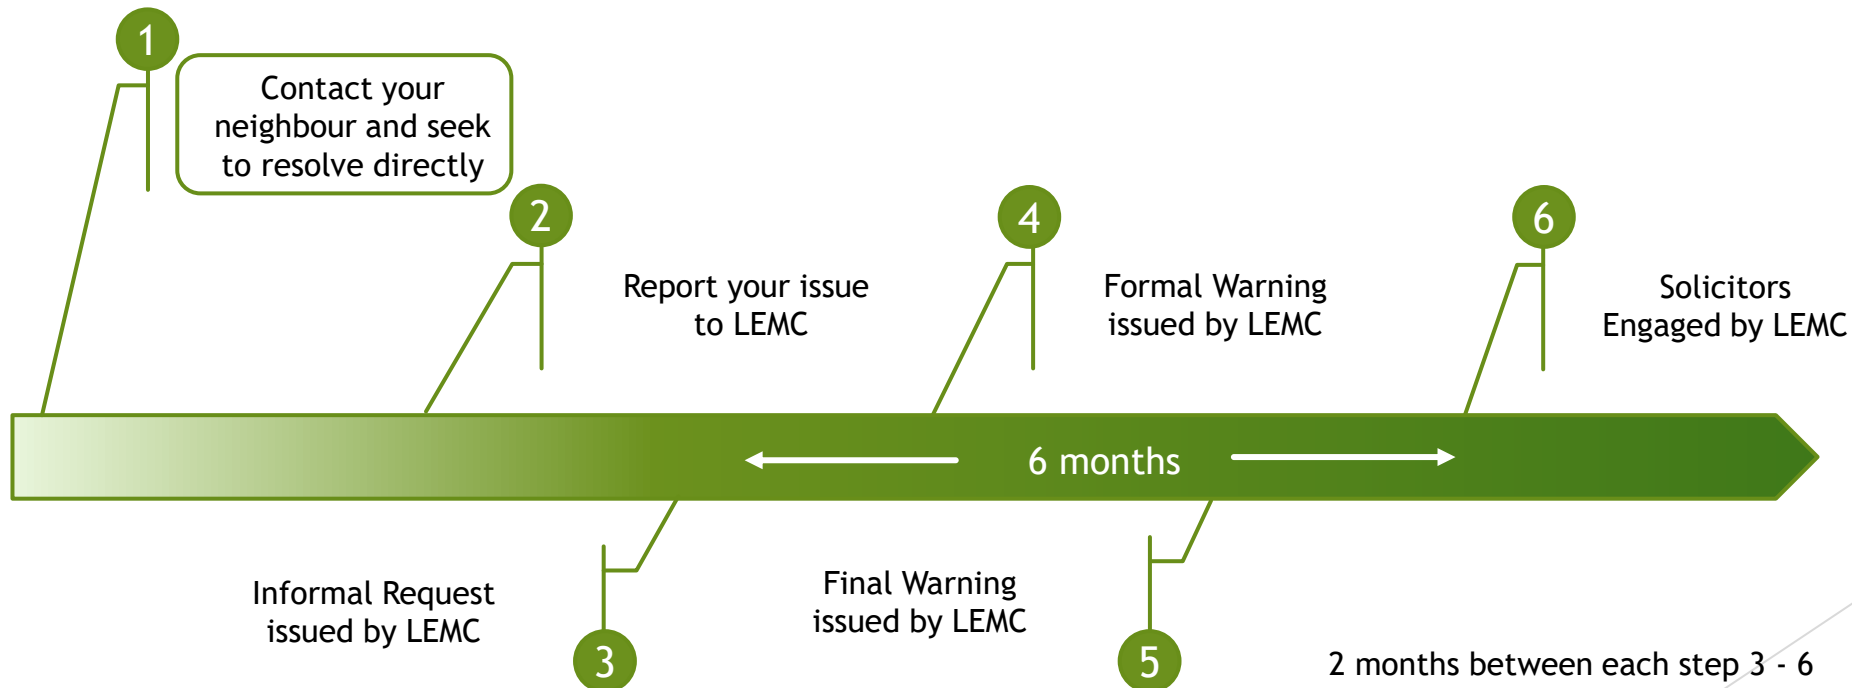 1
Contact your
neighbour and seek
to resolve directly
2
Report your issue
to LEMC
4
Formal Warning
issued by LEMC
6
Solicitors
Engaged by LEMC
6 months
Informal Request
issued by LEMC
3
Final Warning
issued by LEMC
5
2 months between each step 3 - 6